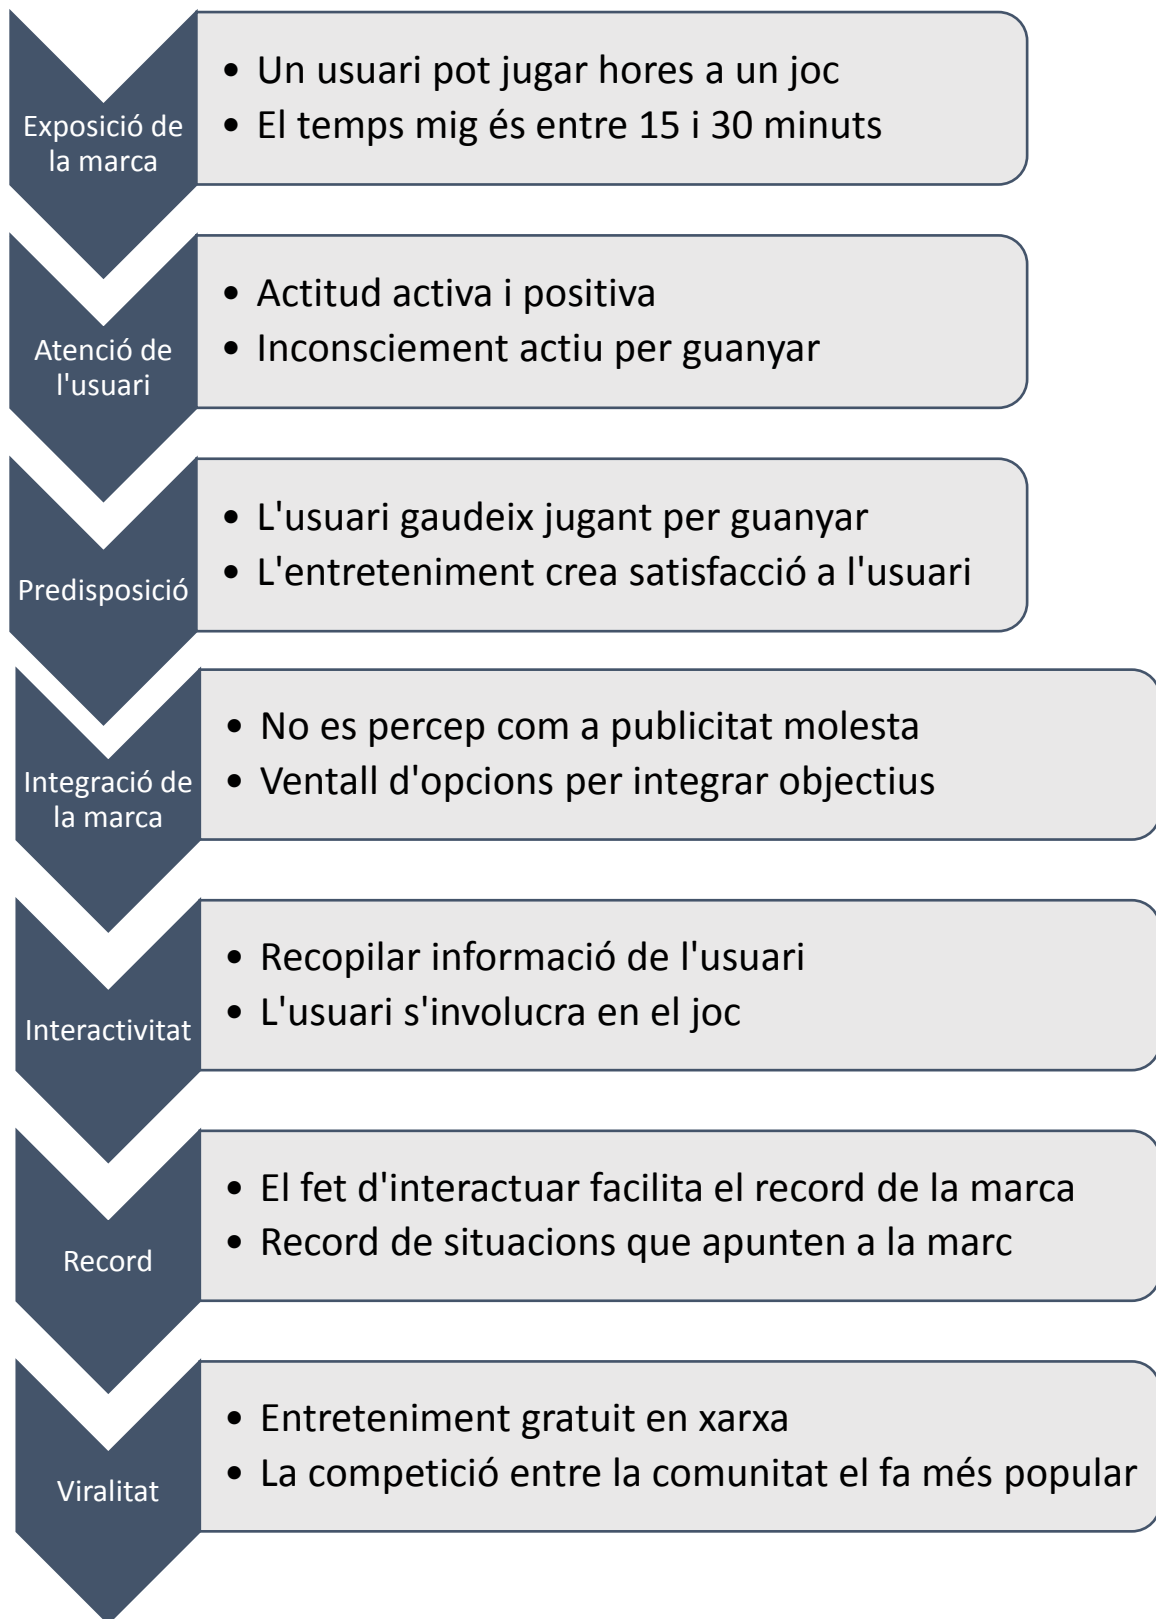 Exposició de
la marca
• Un usuari pot jugar hores a un joc
• El temps mig és entre 15 i 30 minuts
Atenció de
l'usuari
• Actitud activa i positiva
• Inconsciement actiu per guanyar
Predisposició
• L'usuari gaudeix jugant per guanyar
• L'entreteniment crea satisfacció a l'usuari
Integració de
la marca
• No es percep com a publicitat molesta
• Ventall d'opcions per integrar objectius
Interactivitat
• Recopilar informació de l'usuari
• L'usuari s'involucra en el joc
Record
• El fet d'interactuar facilita el record de la marca
• Record de situacions que apunten a la marc
Viralitat
• Entreteniment gratuit en xarxa
• La competició entre la comunitat el fa més popular